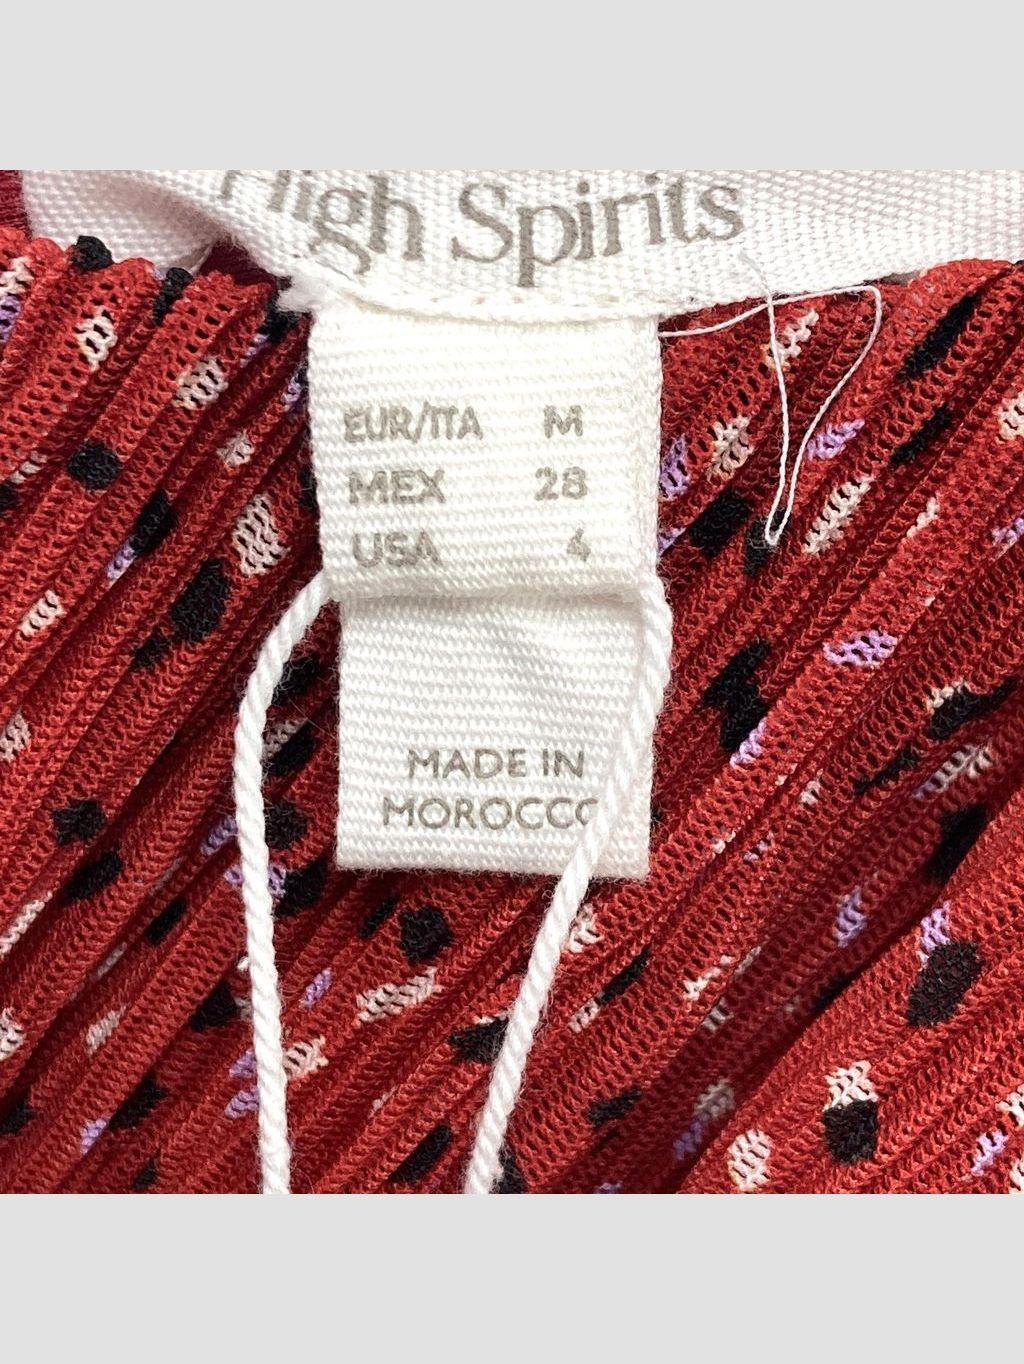 High Spirits
EUR/ITA M
MEX 28
USA 4
MADE IN
MOROCCO